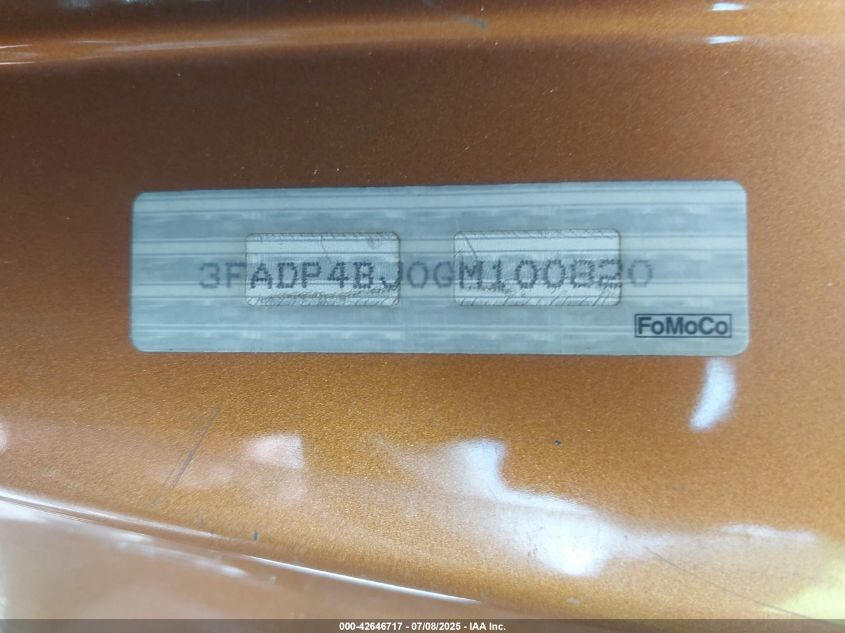 3FADP4BJ0GM100820
FoMoCo
000-42646717 - 07/08/2025 - IAA Inc.